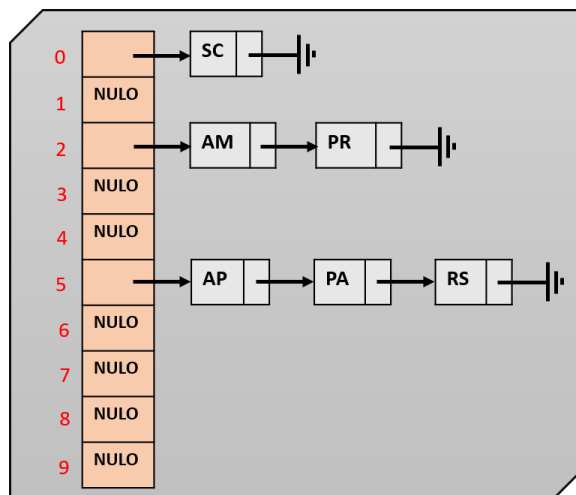 0 SC
1 NULO
2 AM PR
3 NULO
4 NULO
5 AP PA RS
6 NULO
7 NULO
8 NULO
9 NULO